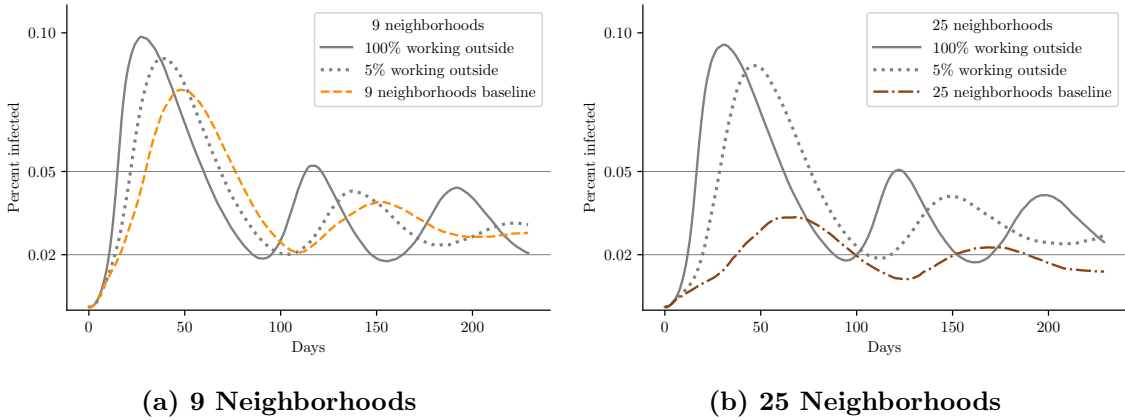 9 neighborhoods
100% working outside
5% working outside
9 neighborhoods baseline
0.10
0.05
0.02
Percent infected
0
50
100
150
200
Days
(a) 9 Neighborhoods
25 neighborhoods
100% working outside
5% working outside
25 neighborhoods baseline
0.10
0.05
0.02
Percent infected
0
50
100
150
200
Days
(b) 25 Neighborhoods